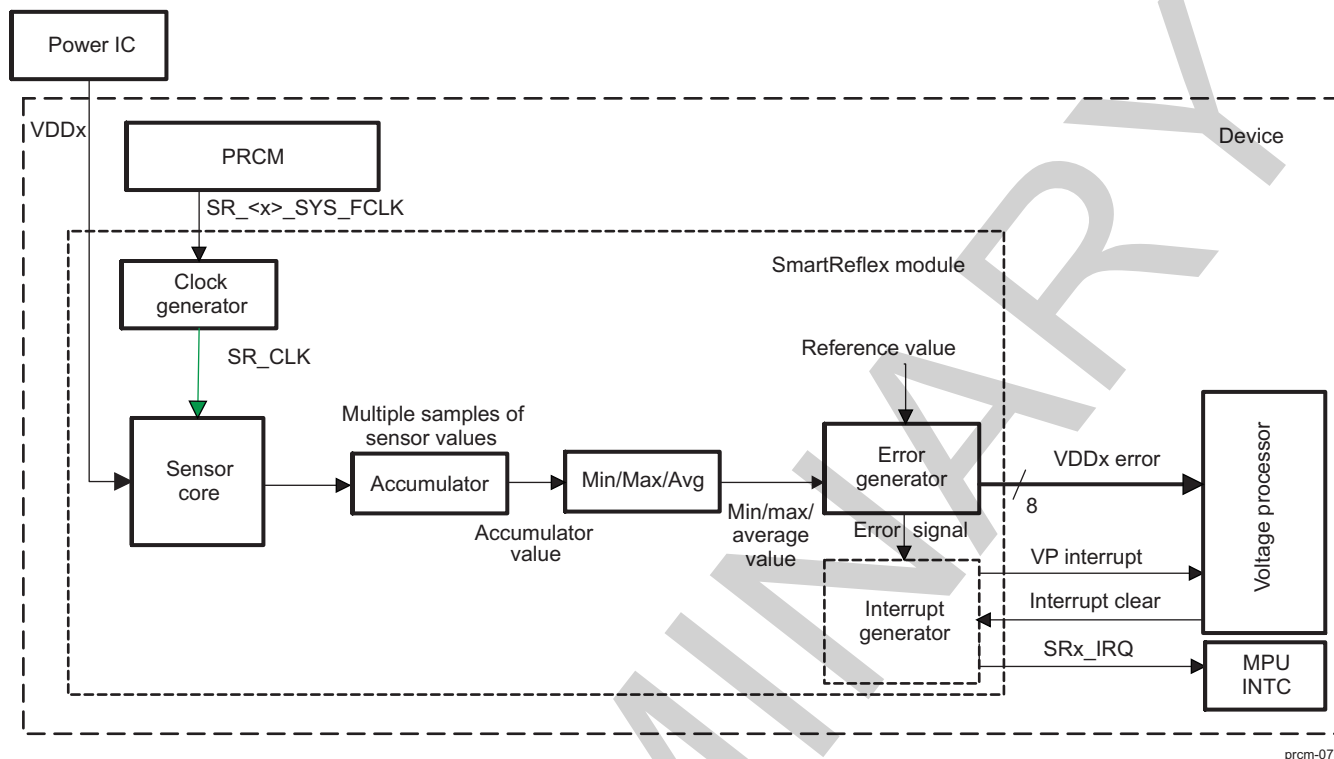 Power IC
VDDx
Device
PRCM
SR_<x>_SYS_FCLK
SmartReflex module
Clock
generator
SR_CLK
Reference value
Multiple samples of
sensor values
Sensor
core
Accumulator
Accumulator
value
Min/Max/Avg
Min/max/
average
value
Error
generator
VDDx error
8
Error signal
VP interrupt
Interrupt clear
Interrupt
generator
SRx_IRQ
Voltage processor
MPU
INTC
MINARY
prcm-07